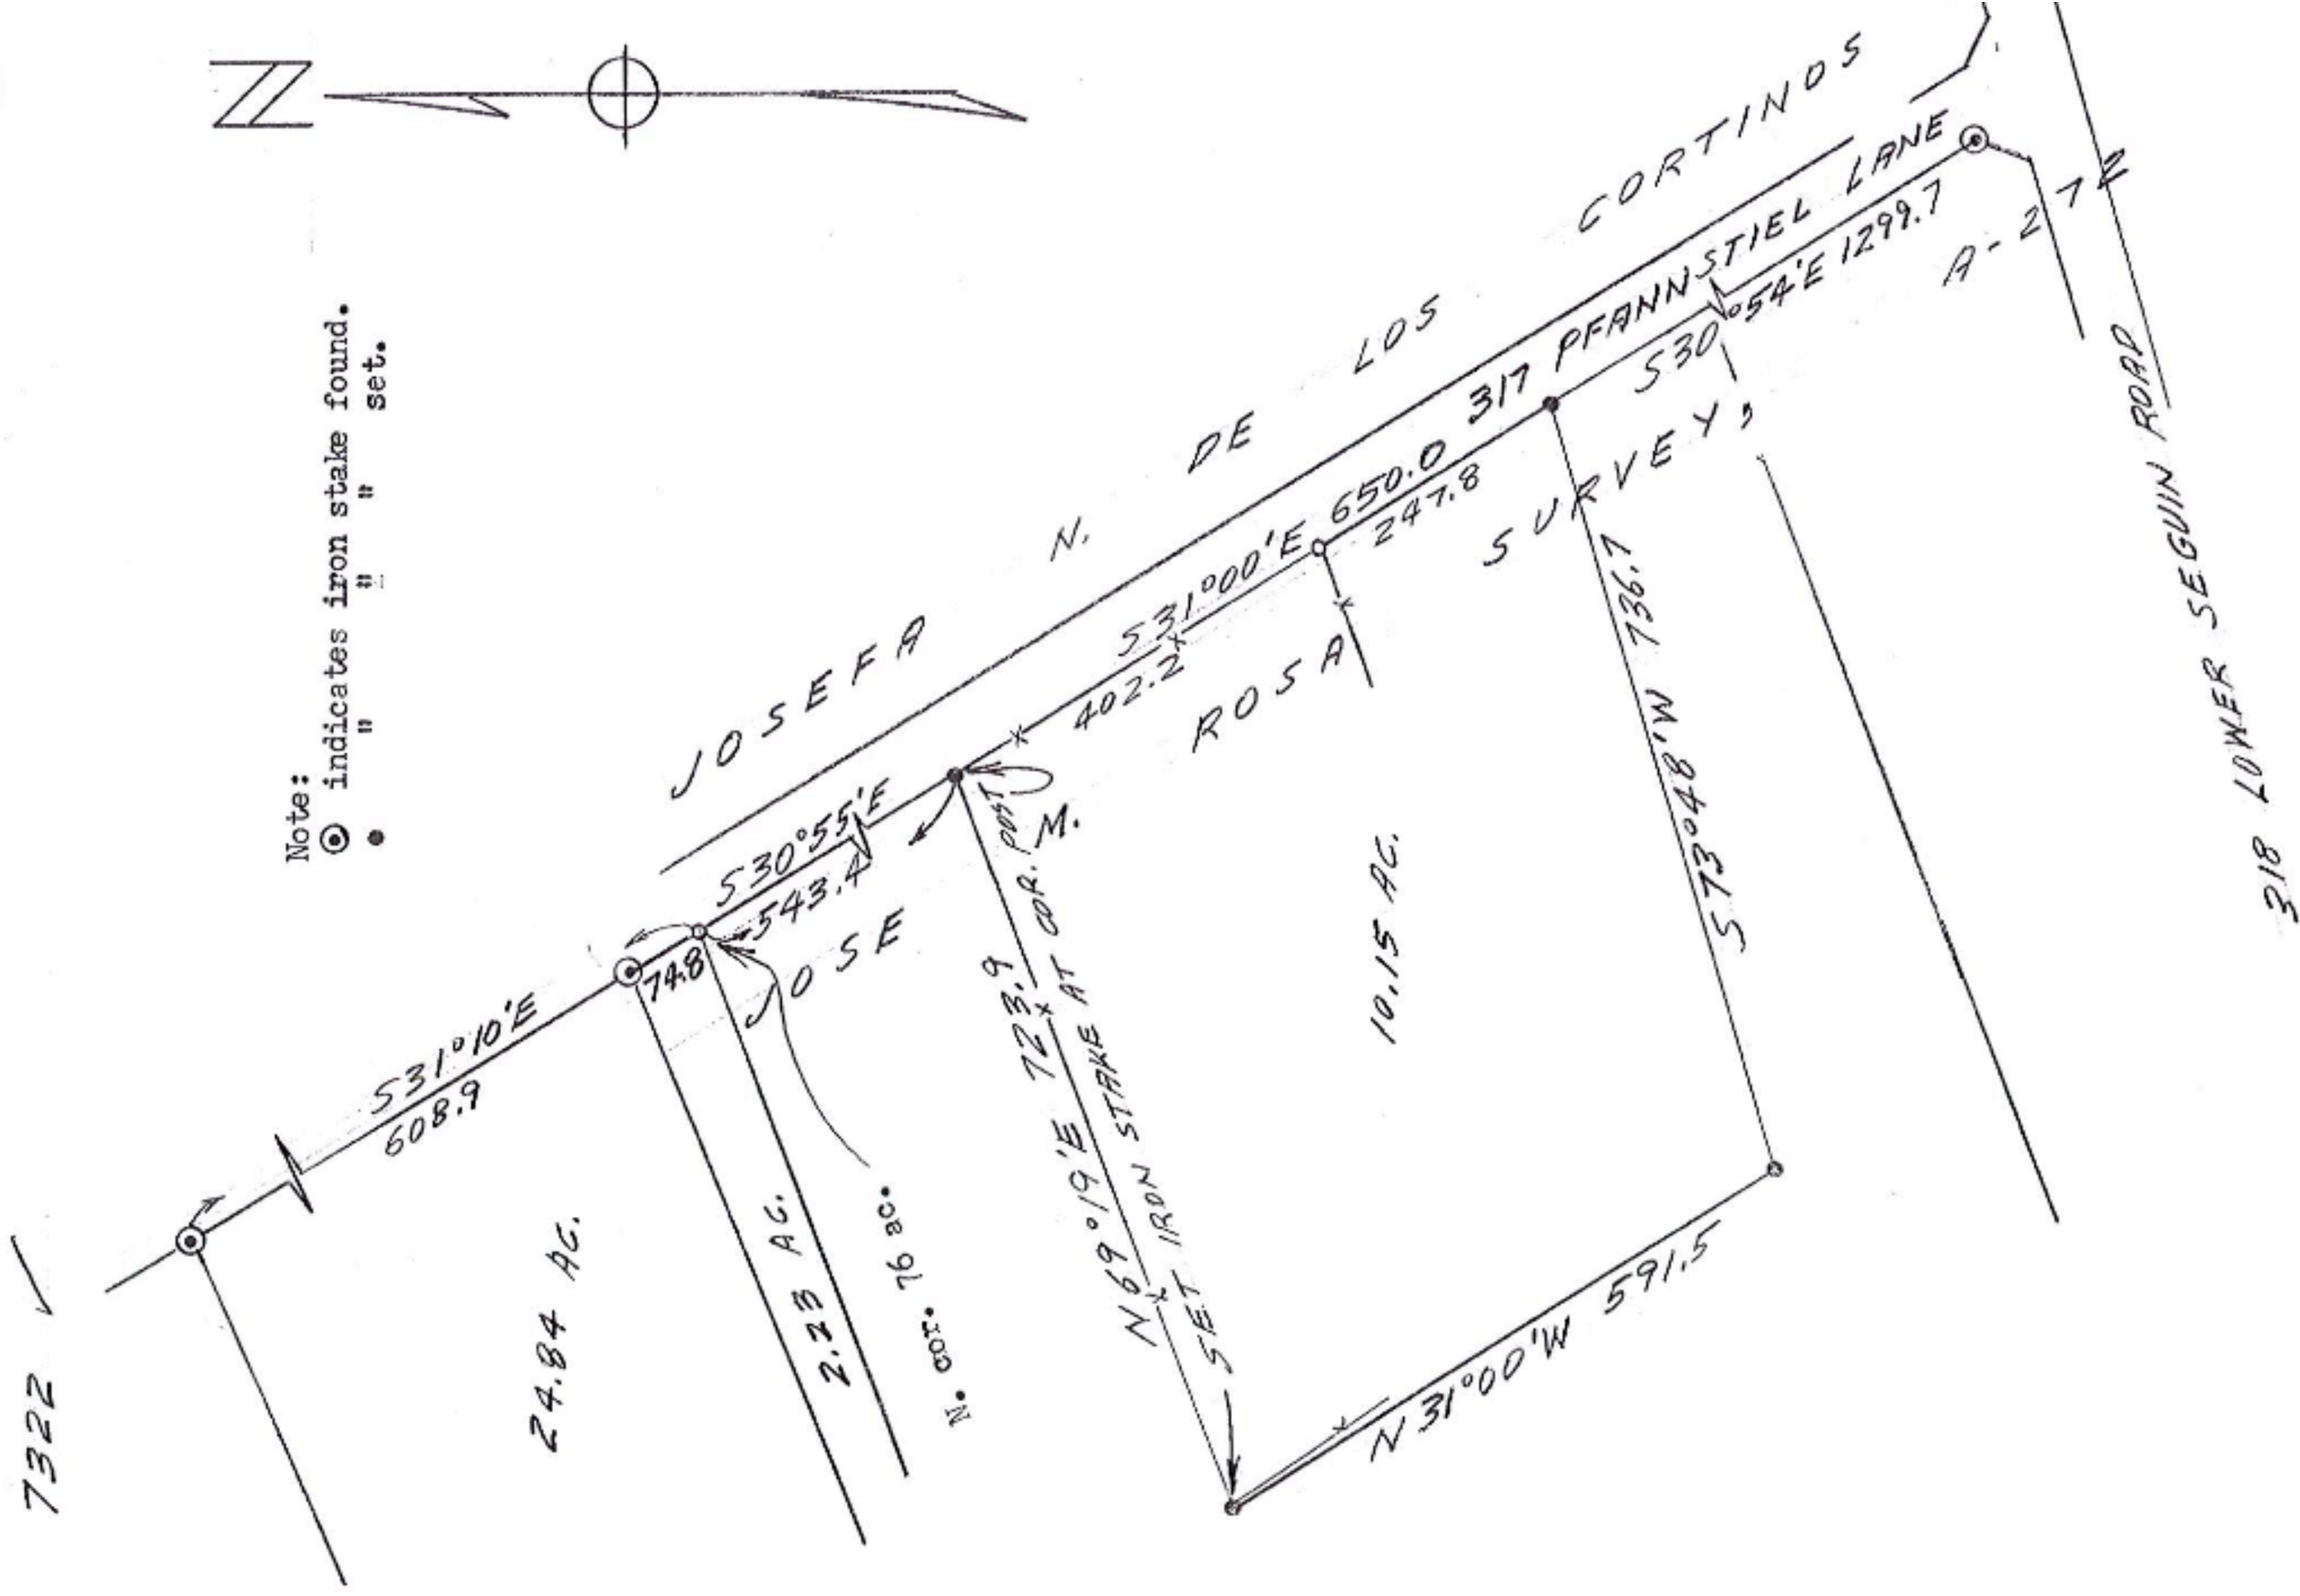 N
Note:
⊙ indicates iron stake found.
● " " " set.
JOSEFA N. DE LOS CORTINOS
317 PFANNSTIEL LANE
S30°54'E 1299.7
A-272
S31°00'E 650.0
247.8
402.2
S30°55'E
543.4
74.8
S31°10'E
608.9
JOSE M. ROSA SURVEY,
S73°48'W 736.7
N69°19'E 723.9
SET IRON STAKE AT COR. POST
10.15 AC.
N31°00'W 591.5
24.84 AC.
2.23 AC.
N. cor. 76 ac.
318 LOWER SEGUIN ROAD
7322 ✓